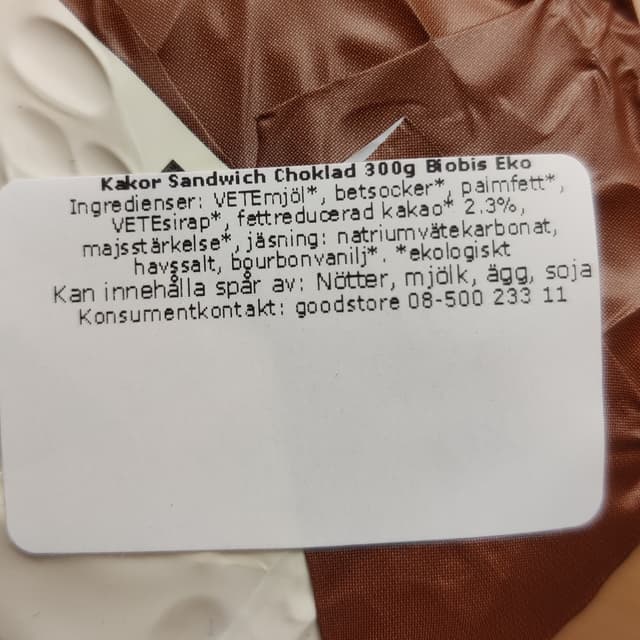 Kakor Sandwich Choklad 300g Biobis Eko
Ingredienser: VETEmjöl*, betsocker*, palmfett*,
VETEsirap*, fettreducerad kakao* 2.3%,
majsstärkelse*, jäsning: natriumvätekarbonat,
havssalt, bourbonvanilj*. *ekologiskt
Kan innehålla spår av: Nötter, mjölk, ägg, soja
Konsumentkontakt: goodstore 08-500 233 11